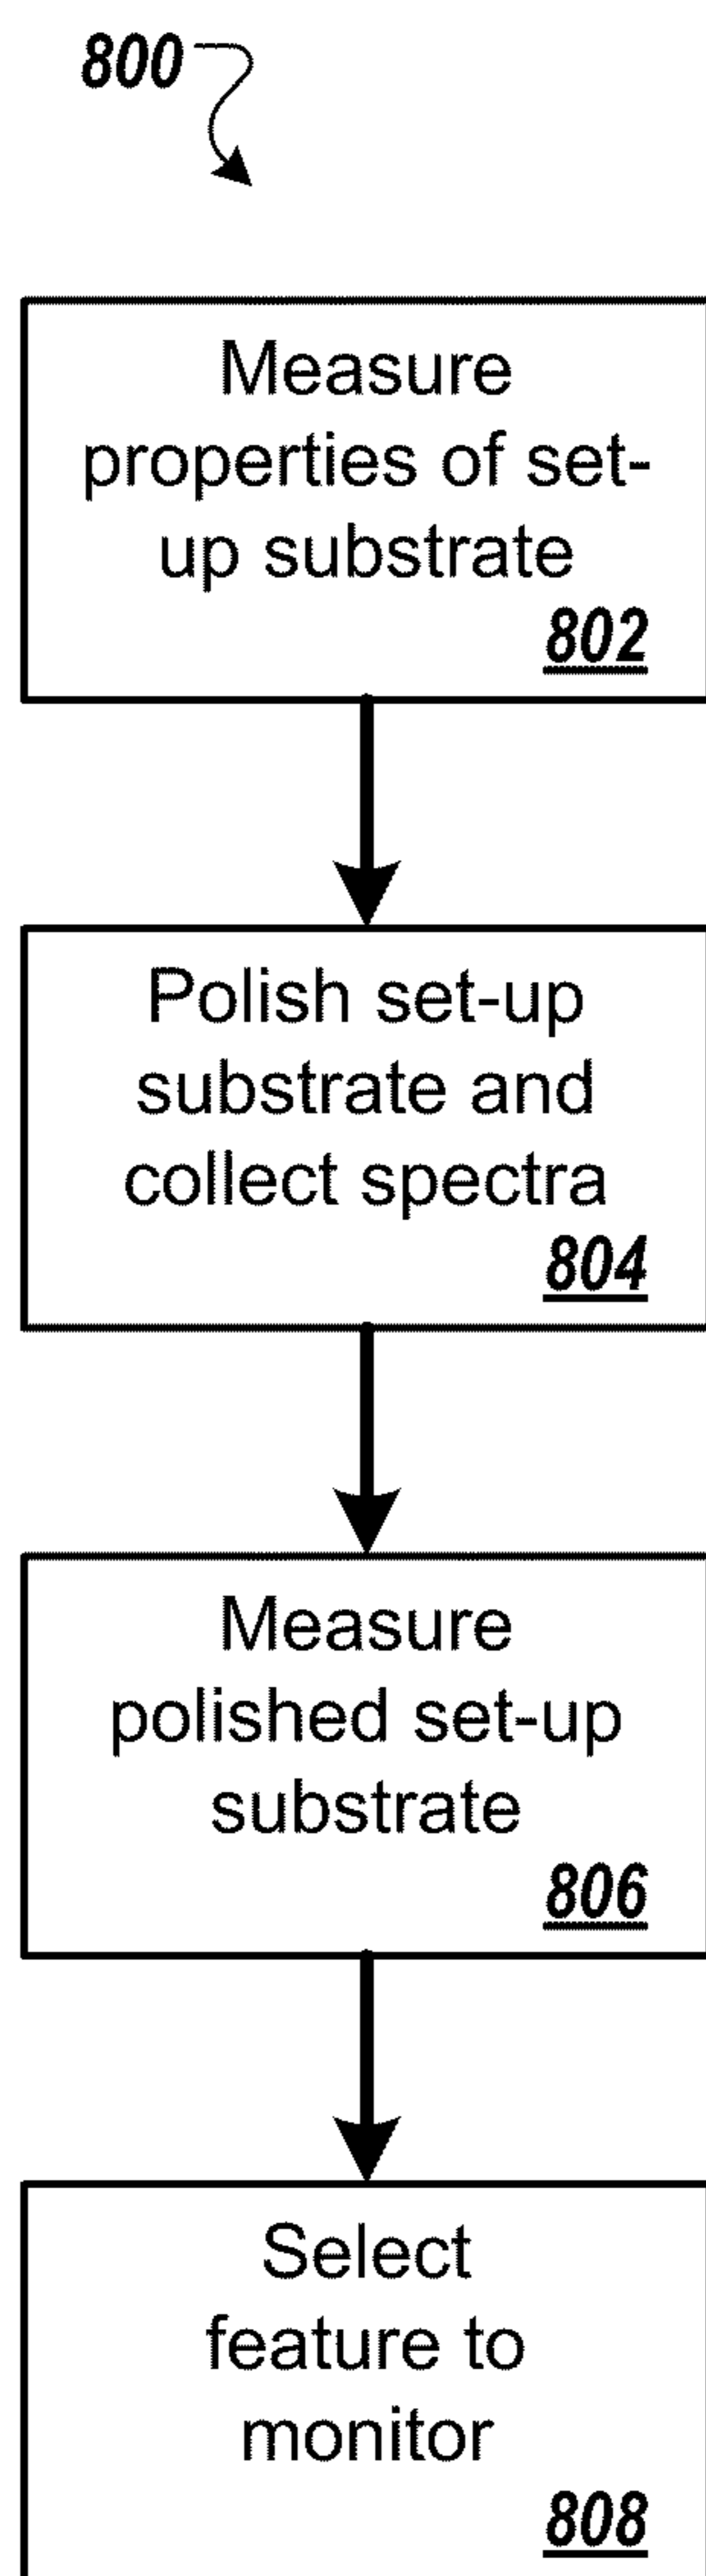 800
Measure
properties of set-
up substrate
802
Polish set-up
substrate and
collect spectra
804
Measure
polished set-up
substrate
806
Select
feature to
monitor
808